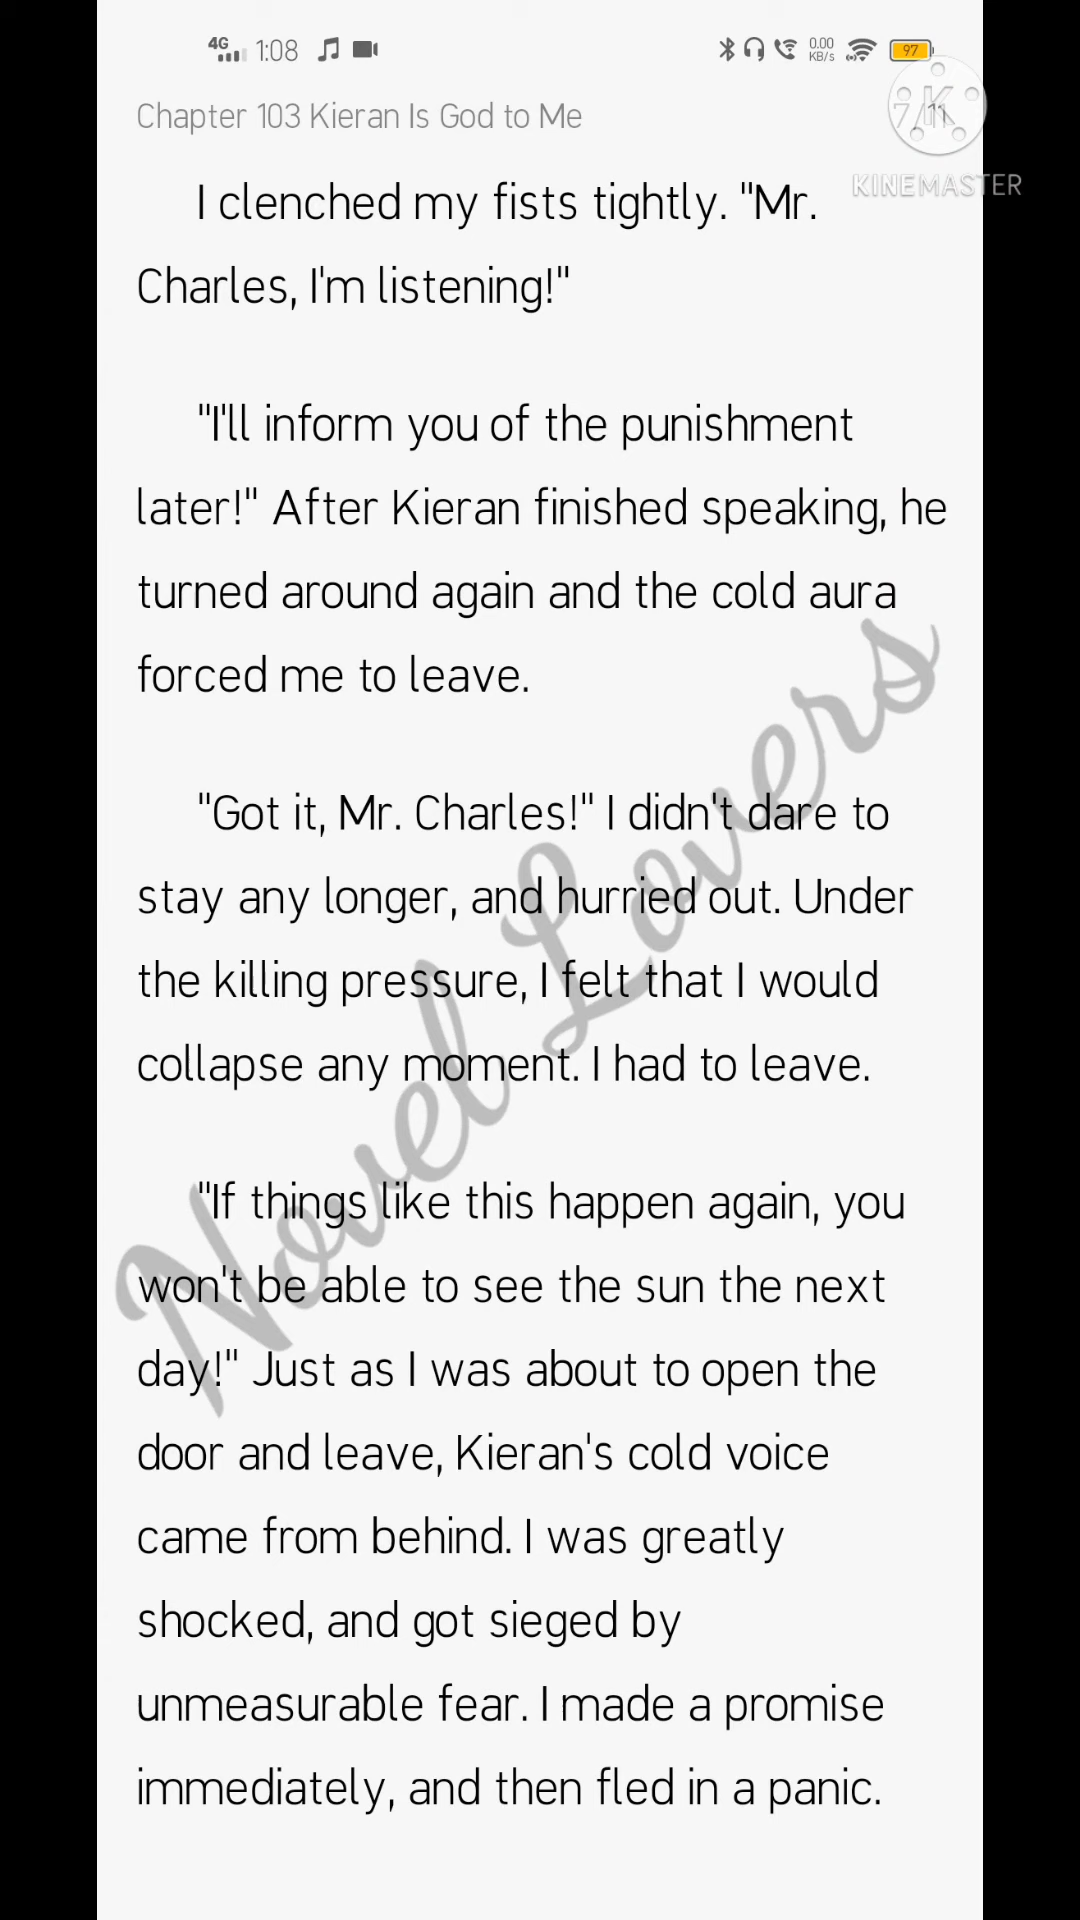 4G 1:08 0.00 KB/s 97
Chapter 103 Kieran Is God to Me 7/11
K
KINEMASTER
I clenched my fists tightly. "Mr.
Charles, I'm listening!"
"I'll inform you of the punishment
later!" After Kieran finished speaking, he
turned around again and the cold aura
forced me to leave.
"Got it, Mr. Charles!" I didn't dare to
stay any longer, and hurried out. Under
the killing pressure, I felt that I would
collapse any moment. I had to leave.
"If things like this happen again, you
won't be able to see the sun the next
day!" Just as I was about to open the
door and leave, Kieran's cold voice
came from behind. I was greatly
shocked, and got sieged by
unmeasurable fear. I made a promise
immediately, and then fled in a panic.
Novel Lovers